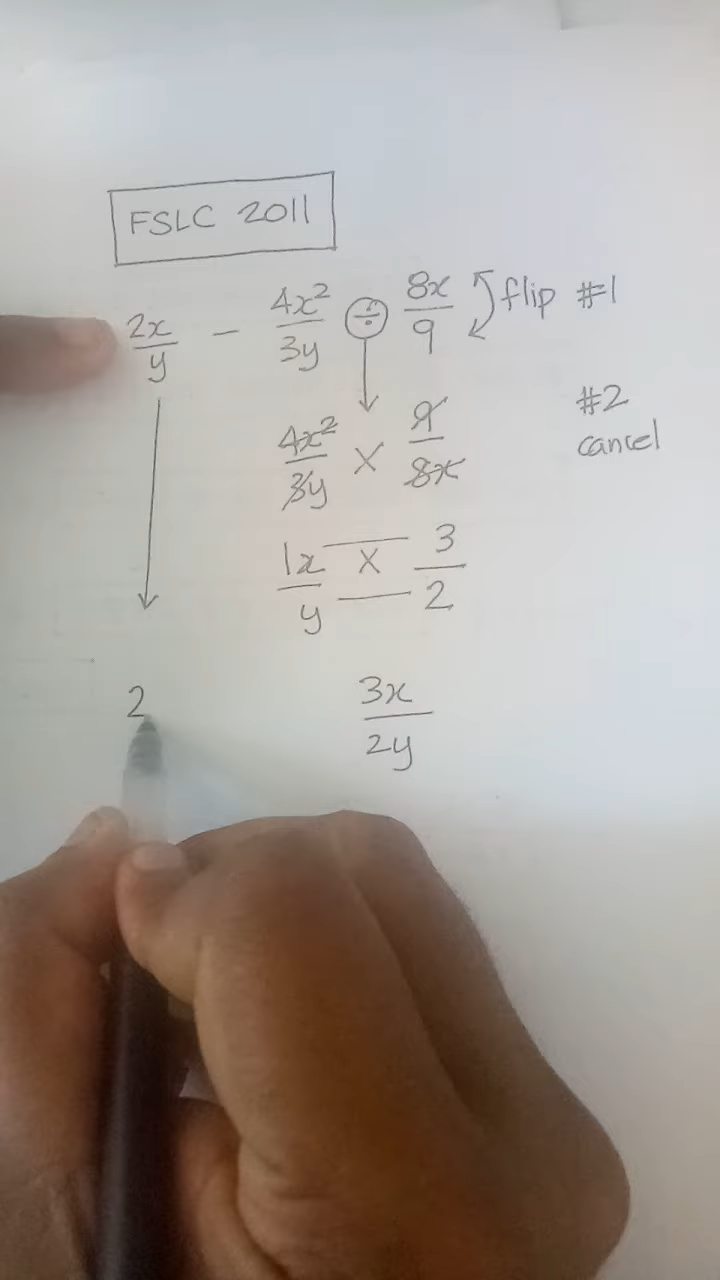 FSLC 2011
2x/y − 4x²/3y ÷ 8x/9 flip #1
#2
cancel
4x²/3y × 9/8x
1x/y × 3/2
2 3x/2y